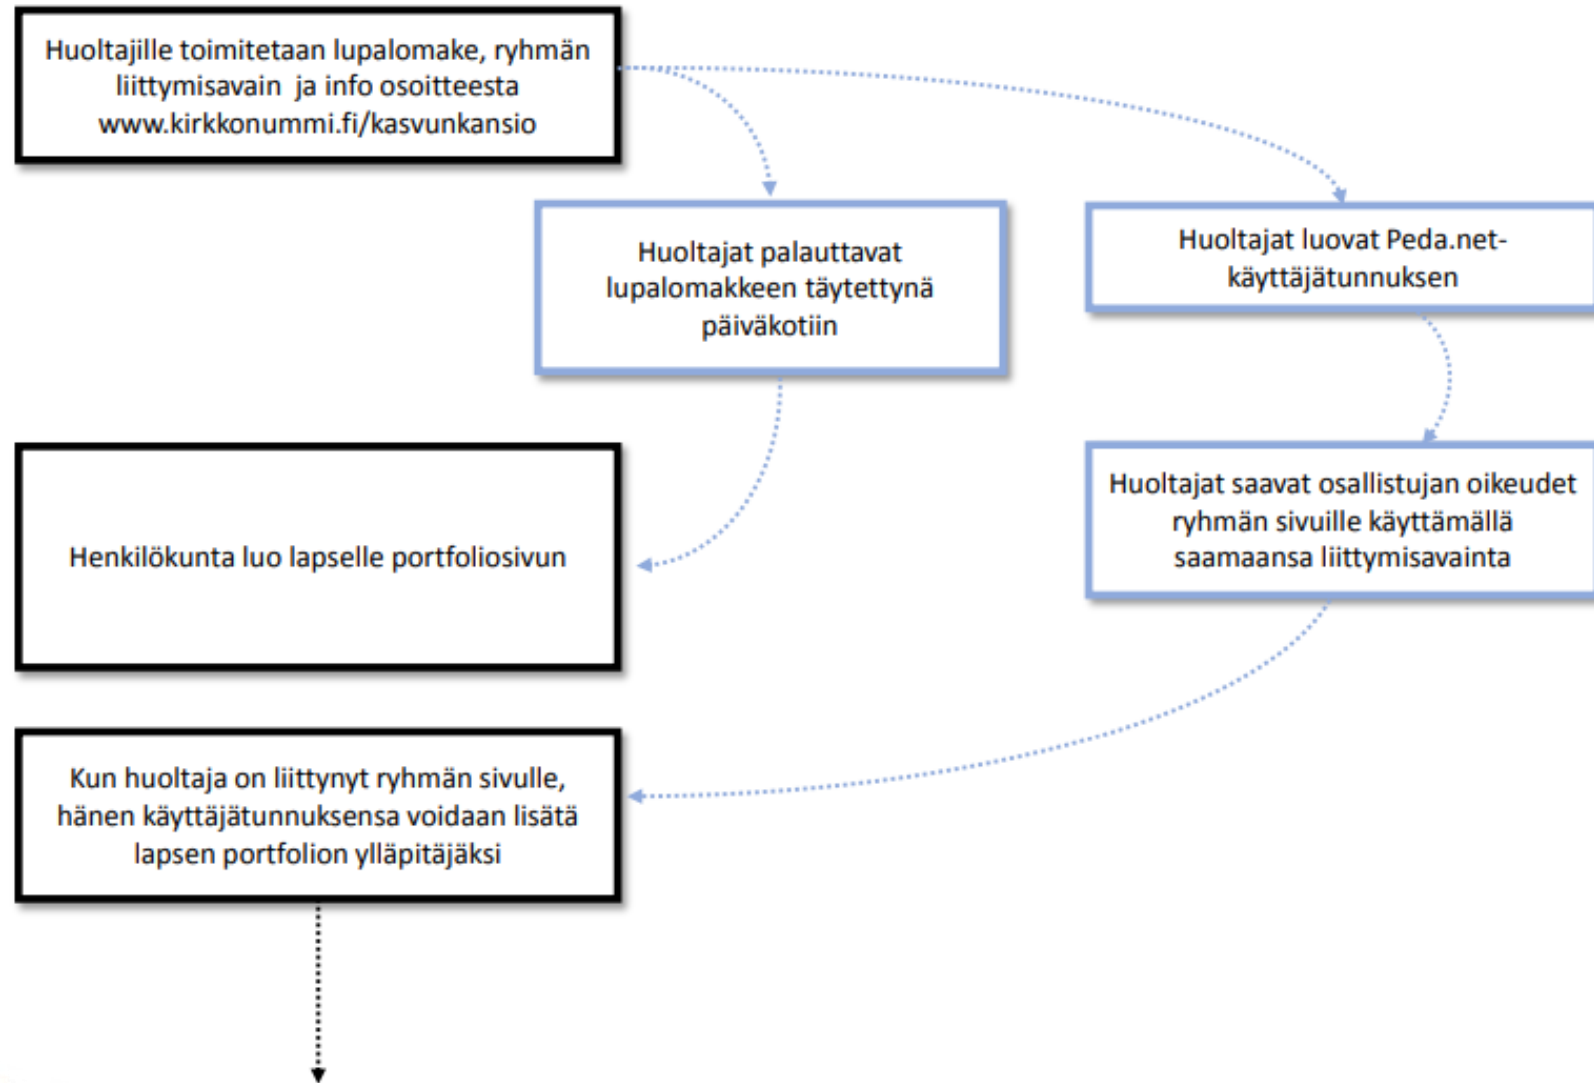 Huoltajille toimitetaan lupalomake, ryhmän
liittymisavain ja info osoitteesta
www.kirkkonummi.fi/kasvunkansio
Huoltajat palauttavat
lupalomakkeen täytettynä
päiväkotiin
Huoltajat luovat Peda.net-
käyttäjätunnuksen
Henkilökunta luo lapselle portfoliosivun
Huoltajat saavat osallistujan oikeudet
ryhmän sivuille käyttämällä
saamaansa liittymisavainta
Kun huoltaja on liittynyt ryhmän sivulle,
hänen käyttäjätunnuksensa voidaan lisätä
lapsen portfolion ylläpitäjäksi